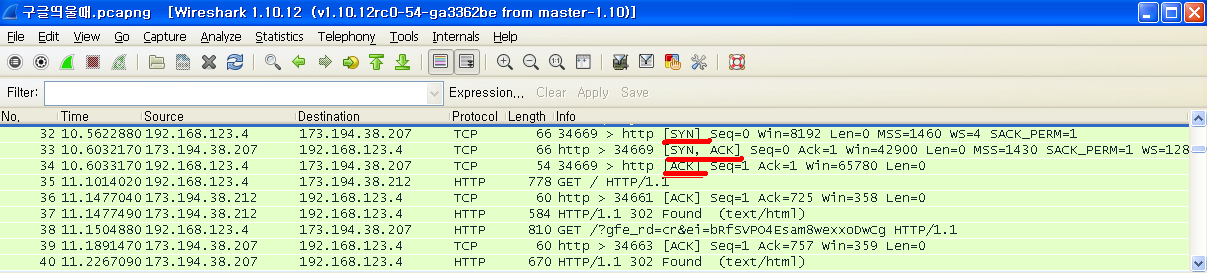 구글띄울때.pcapng [Wireshark 1.10.12 (v1.10.12rc0-54-ga3362be from master-1.10)]
File Edit View Go Capture Analyze Statistics Telephony Tools Internals Help
Filter: Expression... Clear Apply Save
No. Time Source Destination Protocol Length Info
32 10.5622880 192.168.123.4 173.194.38.207 TCP 66 34669 > http [SYN] Seq=0 Win=8192 Len=0 MSS=1460 WS=4 SACK_PERM=1
33 10.6032170 173.194.38.207 192.168.123.4 TCP 66 http > 34669 [SYN, ACK] Seq=0 Ack=1 Win=42900 Len=0 MSS=1430 SACK_PERM=1 WS=128
34 10.6033170 192.168.123.4 173.194.38.207 TCP 54 34669 > http [ACK] Seq=1 Ack=1 Win=65780 Len=0
35 11.1014020 192.168.123.4 173.194.38.212 HTTP 778 GET / HTTP/1.1
36 11.1477040 173.194.38.212 192.168.123.4 TCP 60 http > 34661 [ACK] Seq=1 Ack=725 Win=358 Len=0
37 11.1477490 173.194.38.212 192.168.123.4 HTTP 584 HTTP/1.1 302 Found (text/html)
38 11.1504880 192.168.123.4 173.194.38.207 HTTP 810 GET /?gfe_rd=cr&ei=bRfSVPO4Esam8wexxoDwCg HTTP/1.1
39 11.1891470 173.194.38.207 192.168.123.4 TCP 60 http > 34663 [ACK] Seq=1 Ack=757 Win=359 Len=0
40 11.2267090 173.194.38.207 192.168.123.4 HTTP 670 HTTP/1.1 302 Found (text/html)